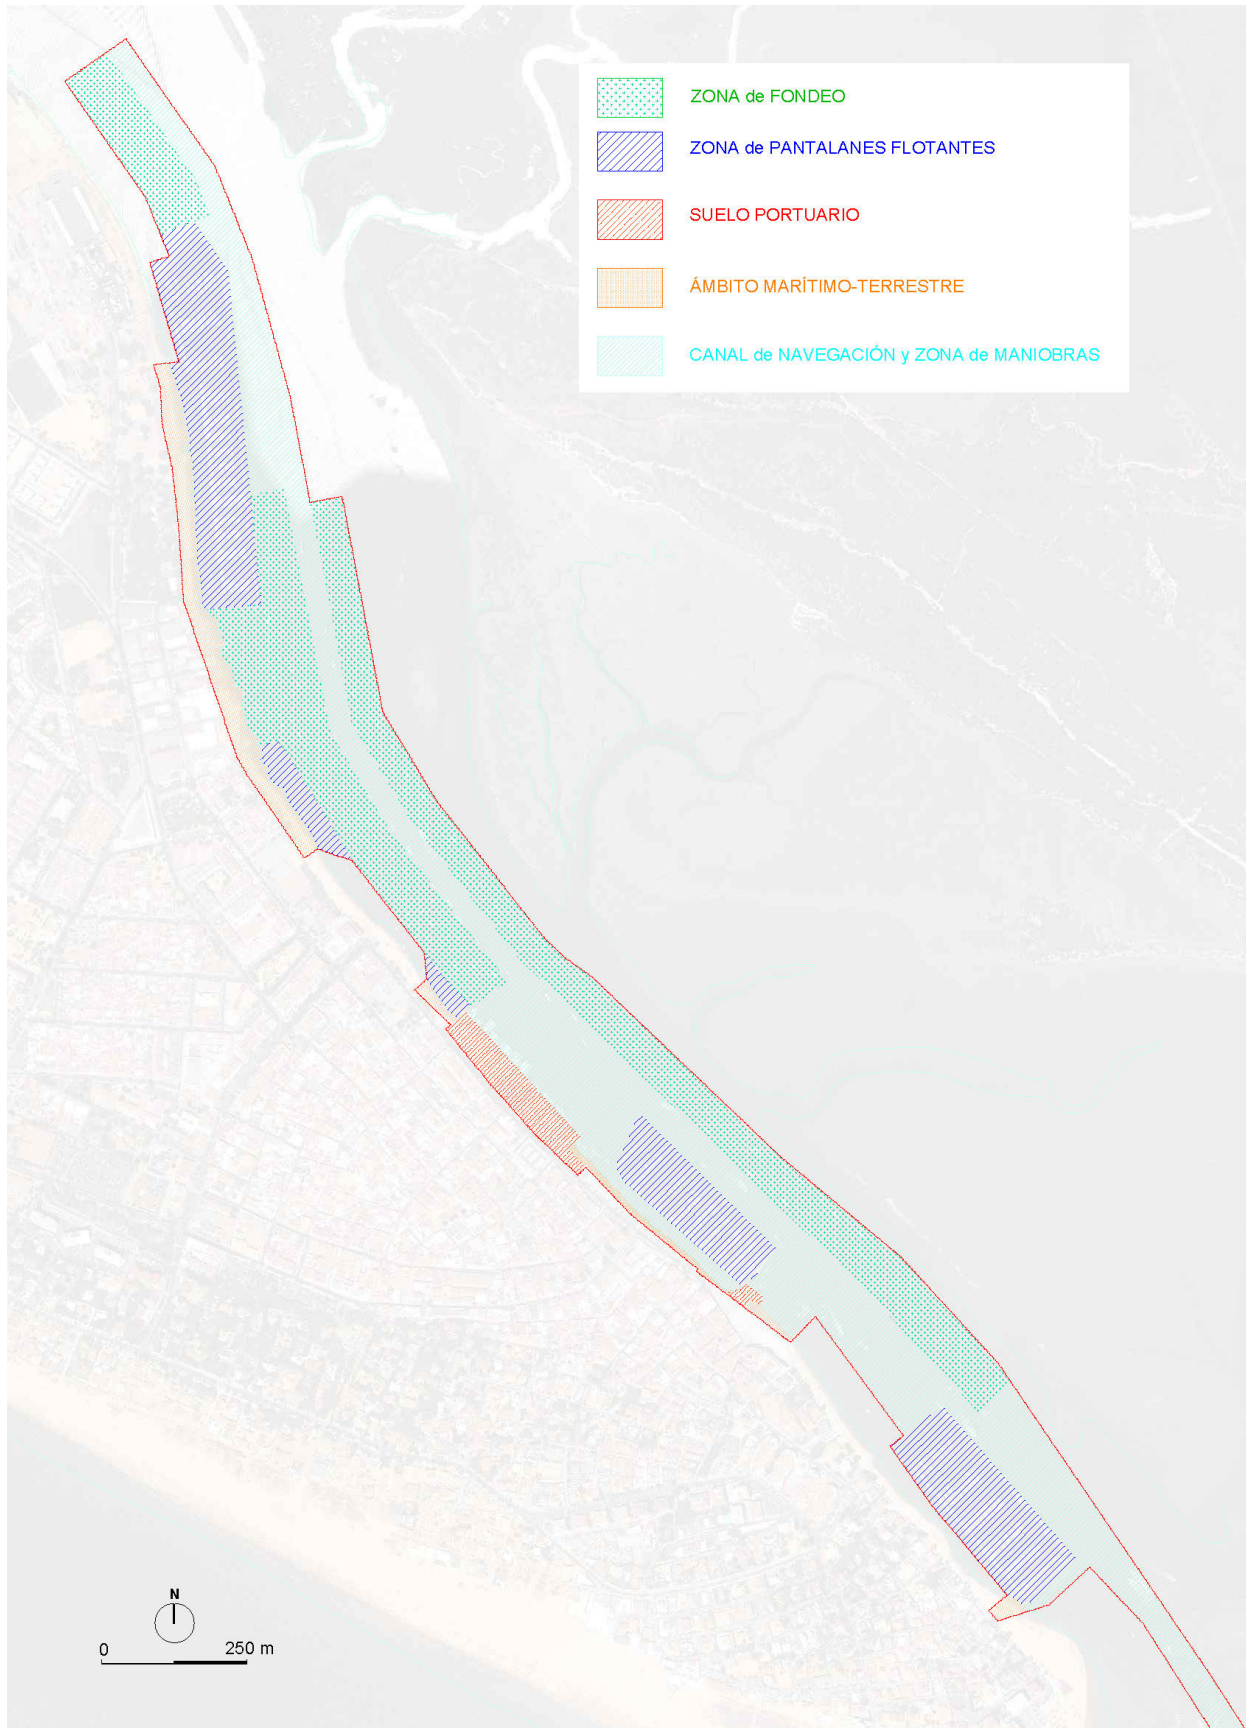 ZONA de FONDEO
ZONA de PANTALANES FLOTANTES
SUELO PORTUARIO
ÁMBITO MARÍTIMO-TERRESTRE
CANAL de NAVEGACIÓN y ZONA de MANIOBRAS
N
0 250 m